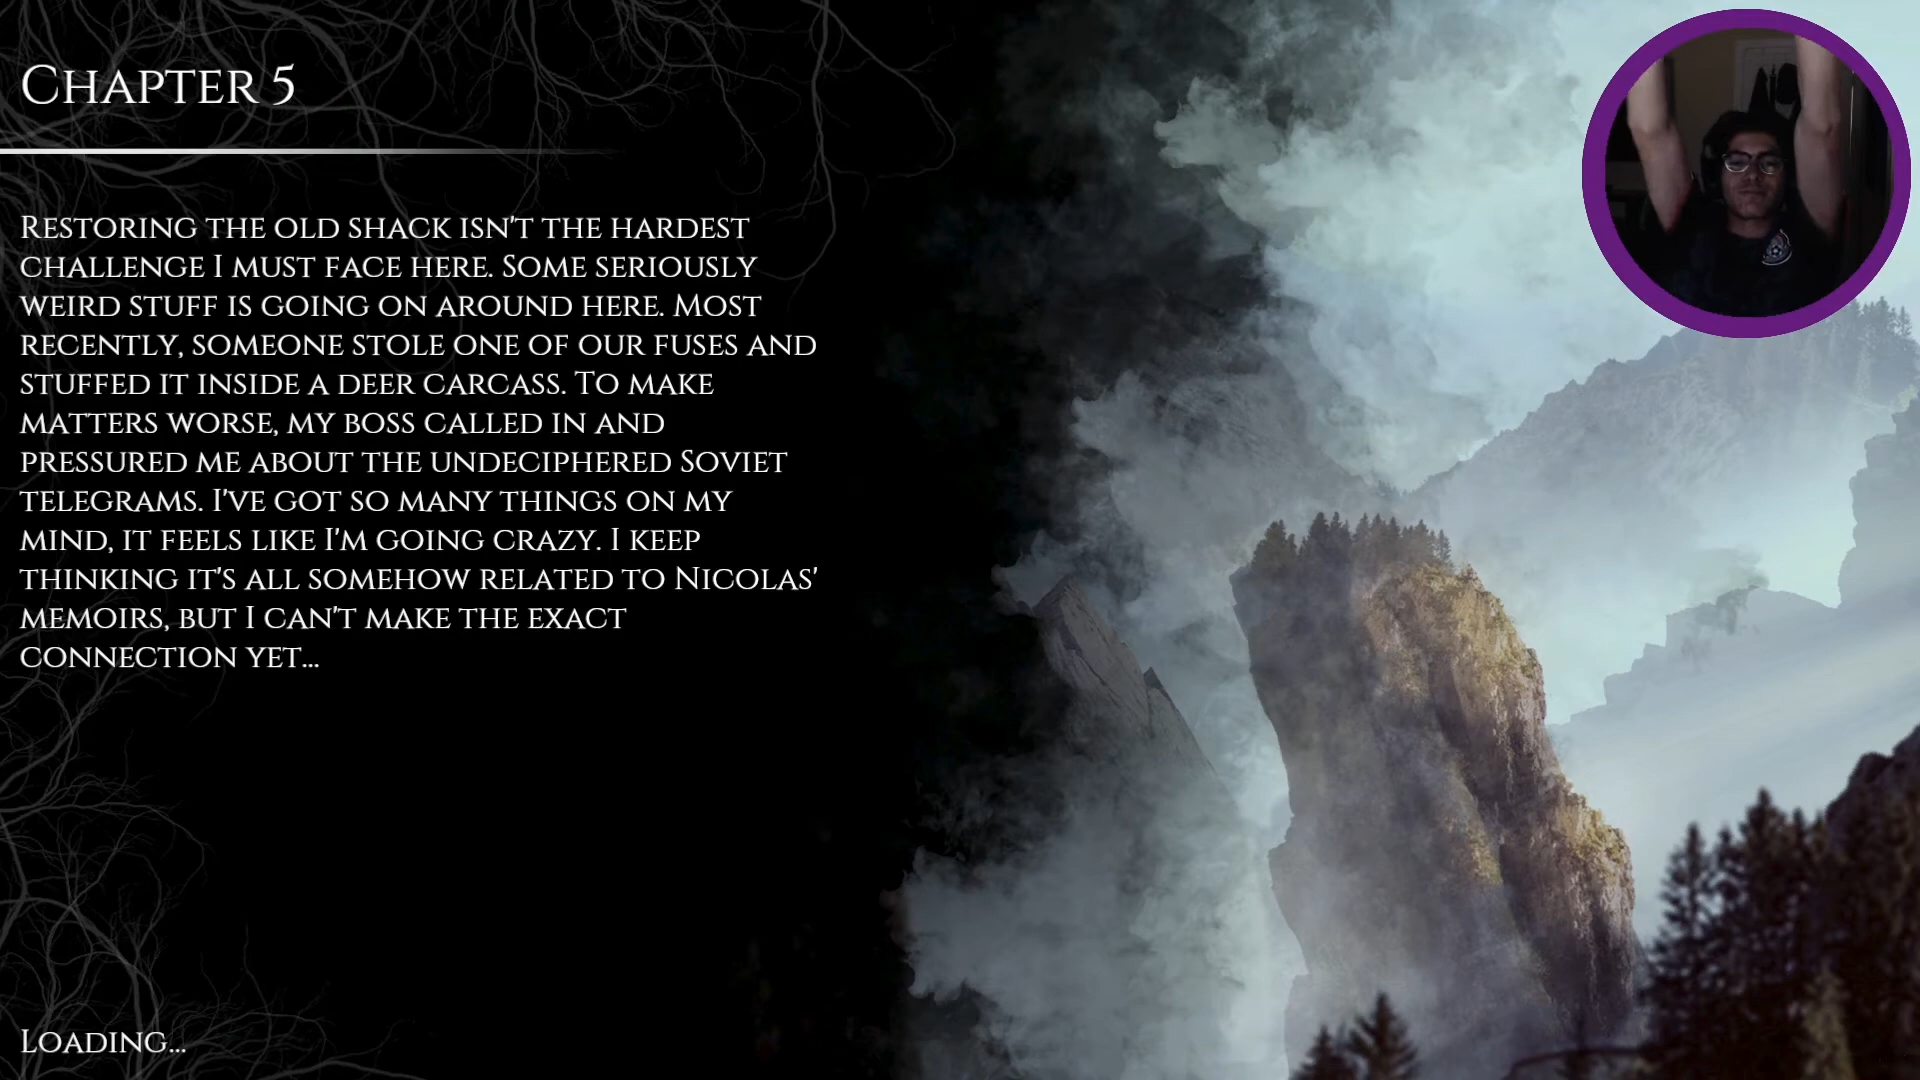 Chapter 5
Restoring the old shack isn't the hardest
challenge I must face here. Some seriously
weird stuff is going on around here. Most
recently, someone stole one of our fuses and
stuffed it inside a deer carcass. To make
matters worse, my boss called in and
pressured me about the undeciphered Soviet
telegrams. I've got so many things on my
mind, it feels like I'm going crazy. I keep
thinking it's all somehow related to Nicolas'
memoirs, but I can't make the exact
connection yet...
Loading...